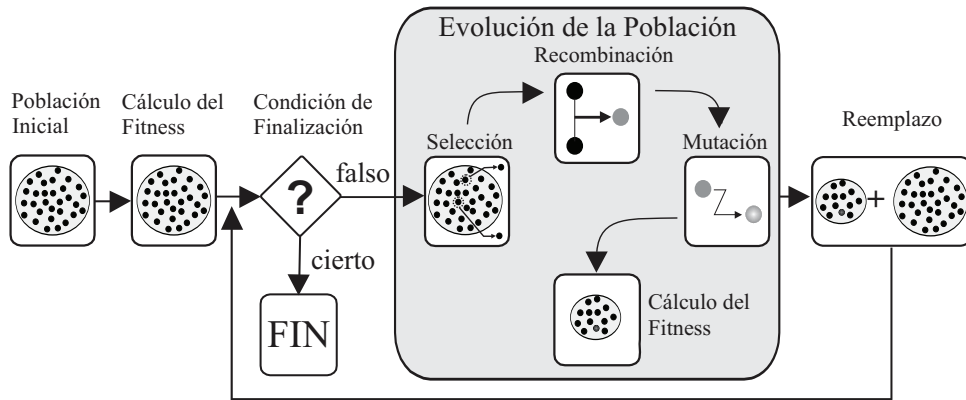 Evolución de la Población
Población
Inicial
Cálculo del
Fitness
Condición de
Finalización
?
falso
cierto
FIN
Selección
Recombinación
Mutación
Cálculo del
Fitness
Reemplazo
+